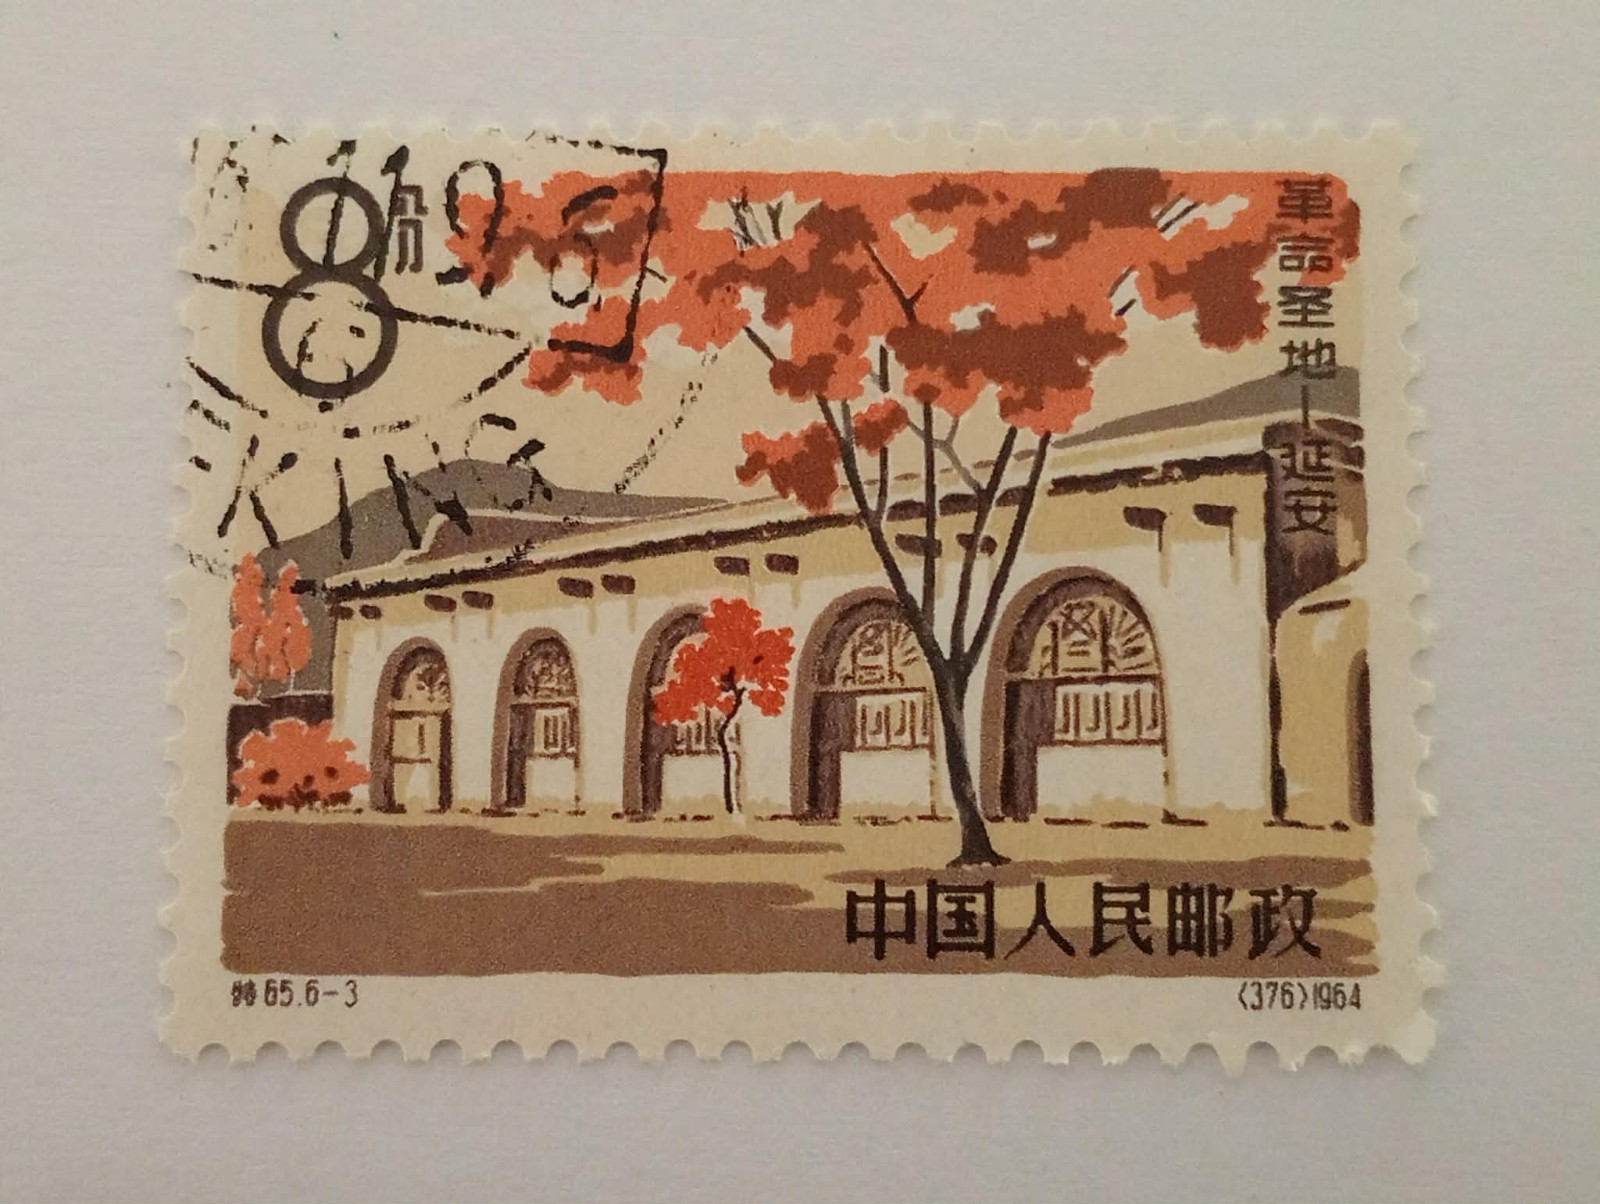 8分
革命圣地—延安
KING
中国人民邮政
特65.6-3
(376)1964